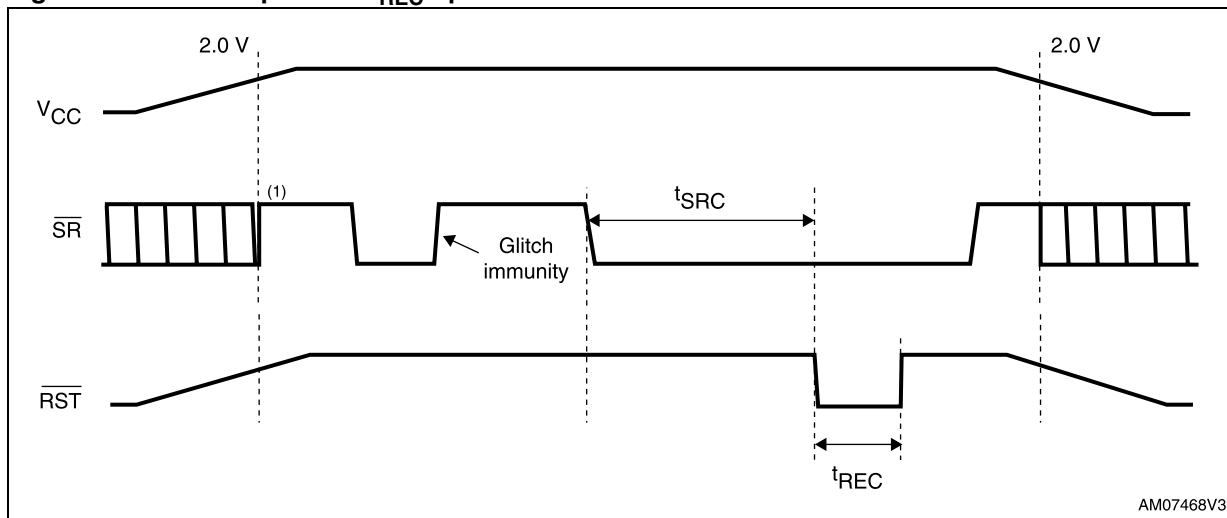 2.0 V
2.0 V
VCC
(1)
tSRC
SR
Glitch
immunity
RST
tREC
AM07468V3